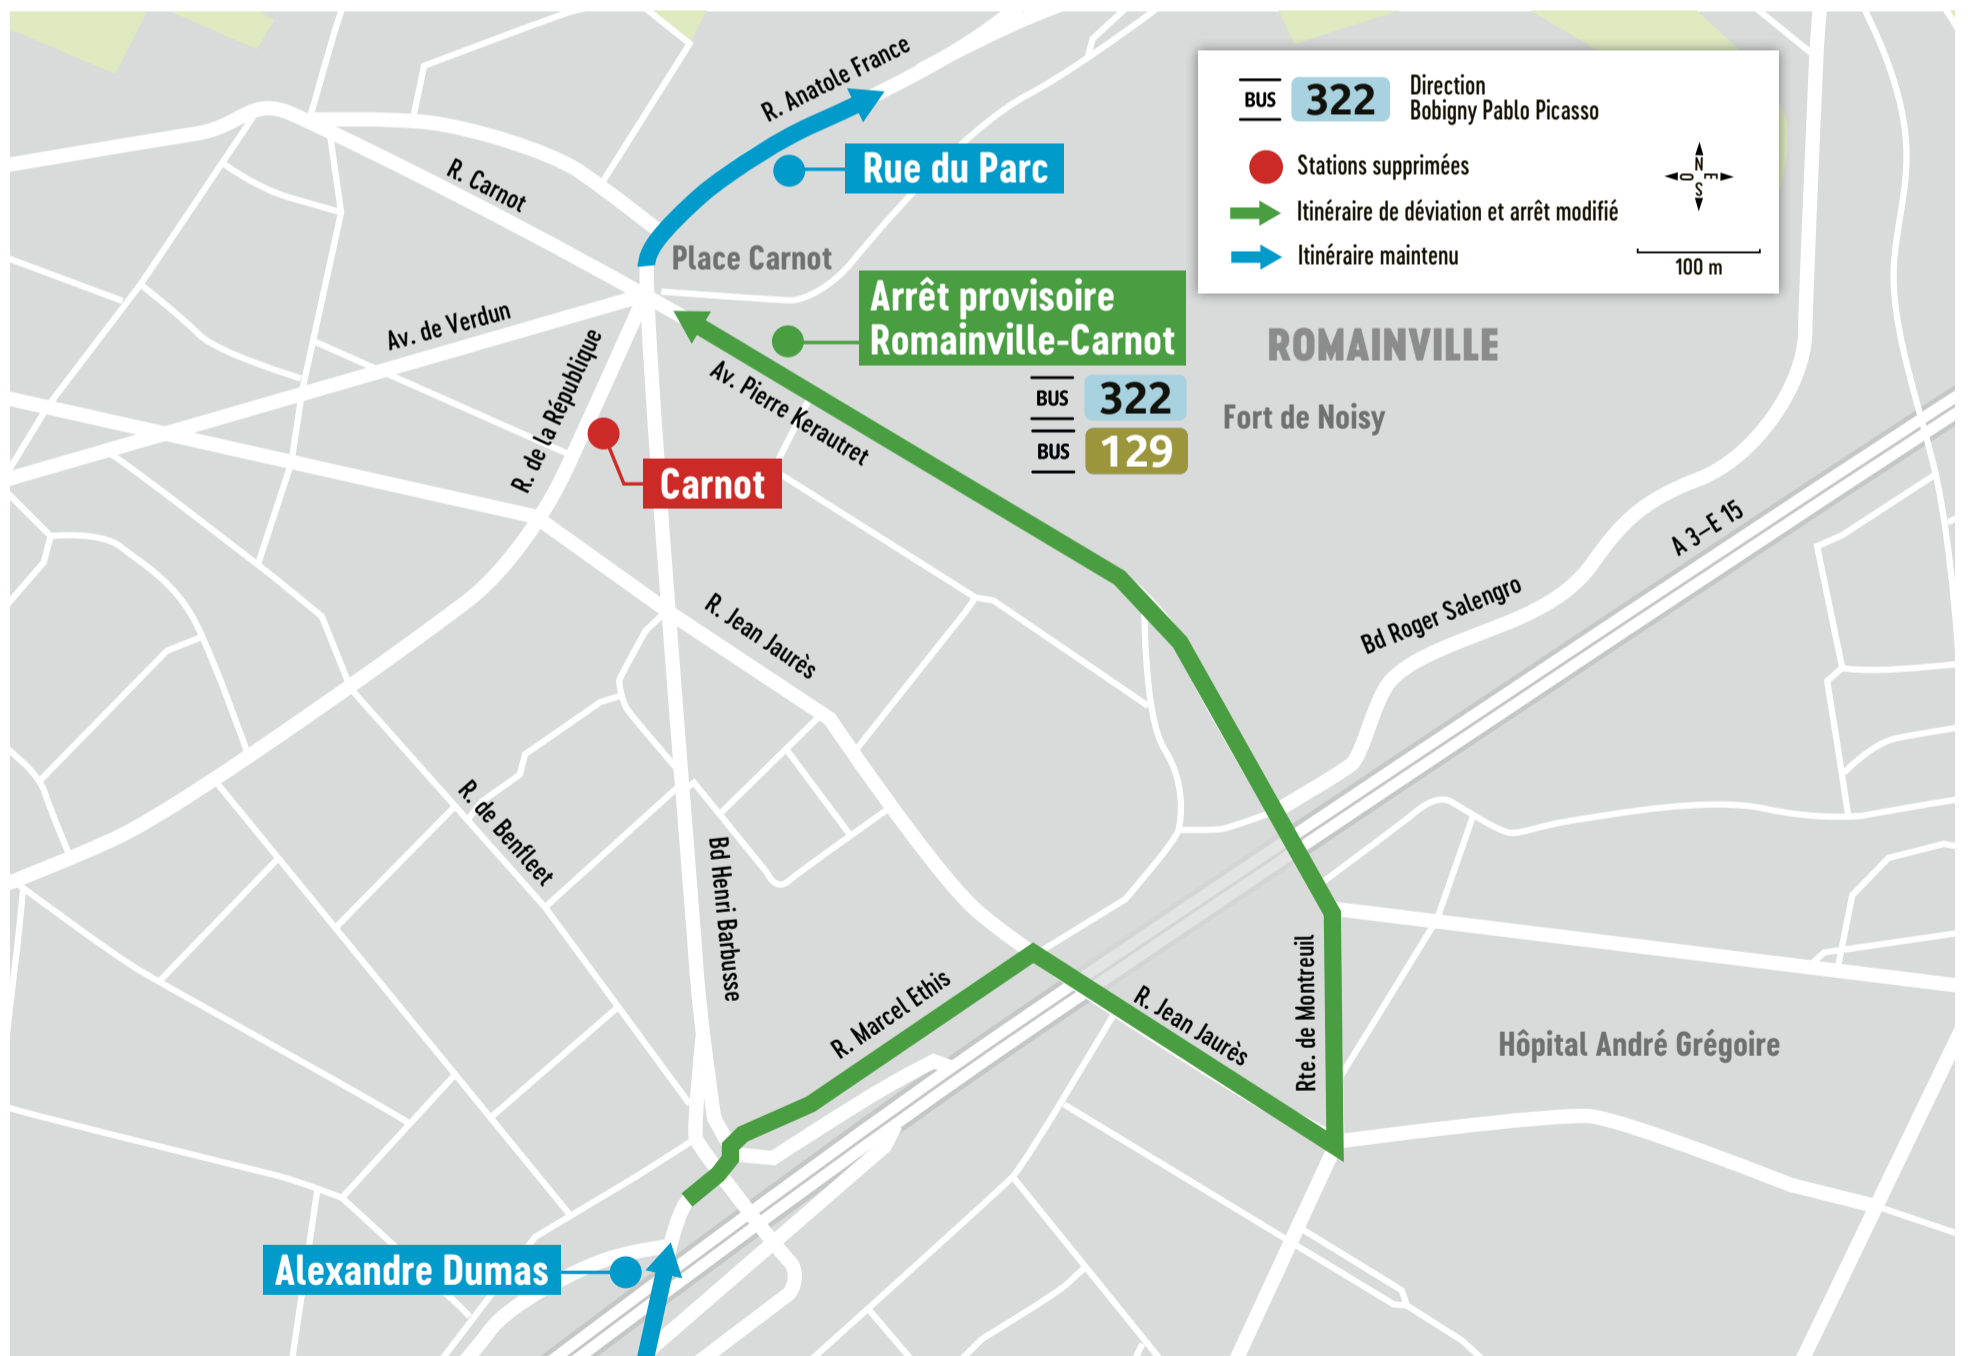 R. Anatole France
BUS 322 Direction
Bobigny Pablo Picasso
Stations supprimées
Itinéraire de déviation et arrêt modifié
Itinéraire maintenu
N
O E
S
100 m
R. Carnot
Rue du Parc
Place Carnot
Av. de Verdun
Arrêt provisoire
Romainville-Carnot
BUS 322
BUS 129
ROMAINVILLE
Fort de Noisy
R. de la République
Av. Pierre Kerautret
Carnot
A 3–E 15
R. Jean Jaurès
Bd Roger Salengro
R. de Benfleet
Bd Henri Barbusse
R. Marcel Ethis
R. Jean Jaurès
Rte. de Montreuil
Hôpital André Grégoire
Alexandre Dumas